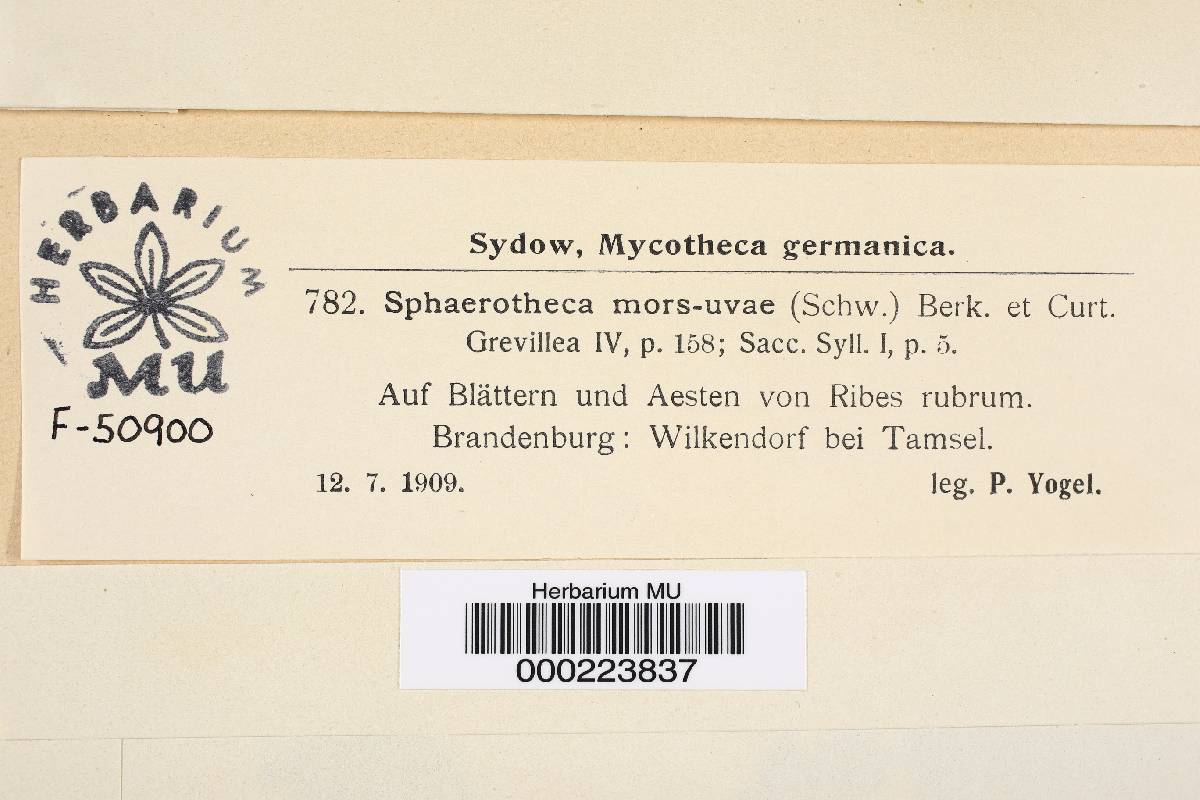 HERBARIUM
MU
F-50900
Sydow, Mycotheca germanica.
782. Sphaerotheca mors-uvae (Schw.) Berk. et Curt.
Grevillea IV, p. 158; Sacc. Syll. I, p. 5.
Auf Blättern und Aesten von Ribes rubrum.
Brandenburg: Wilkendorf bei Tamsel.
12. 7. 1909. leg. P. Vogel.
Herbarium MU
000223837